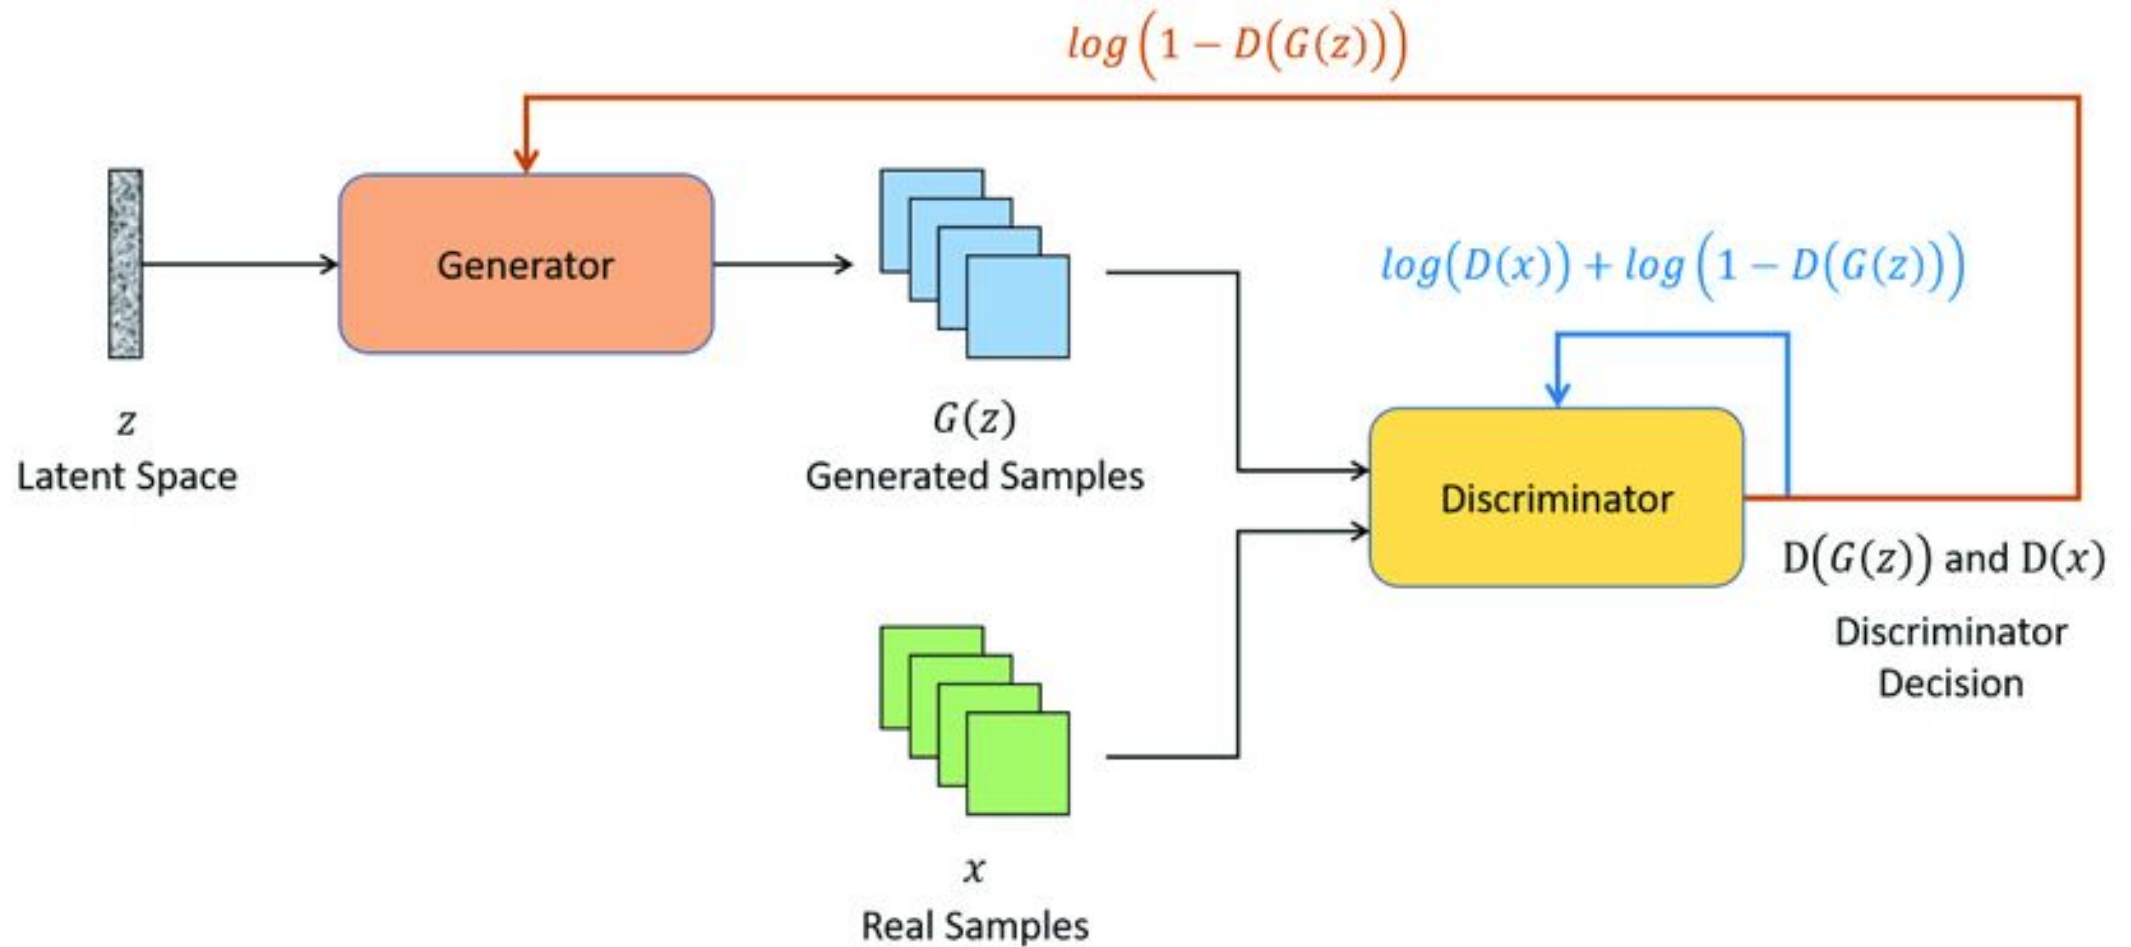 log(1 − D(G(z)))
Generator
log(D(x)) + log(1 − D(G(z)))
z
Latent Space
G(z)
Generated Samples
Discriminator
D(G(z)) and D(x)
Discriminator
Decision
x
Real Samples